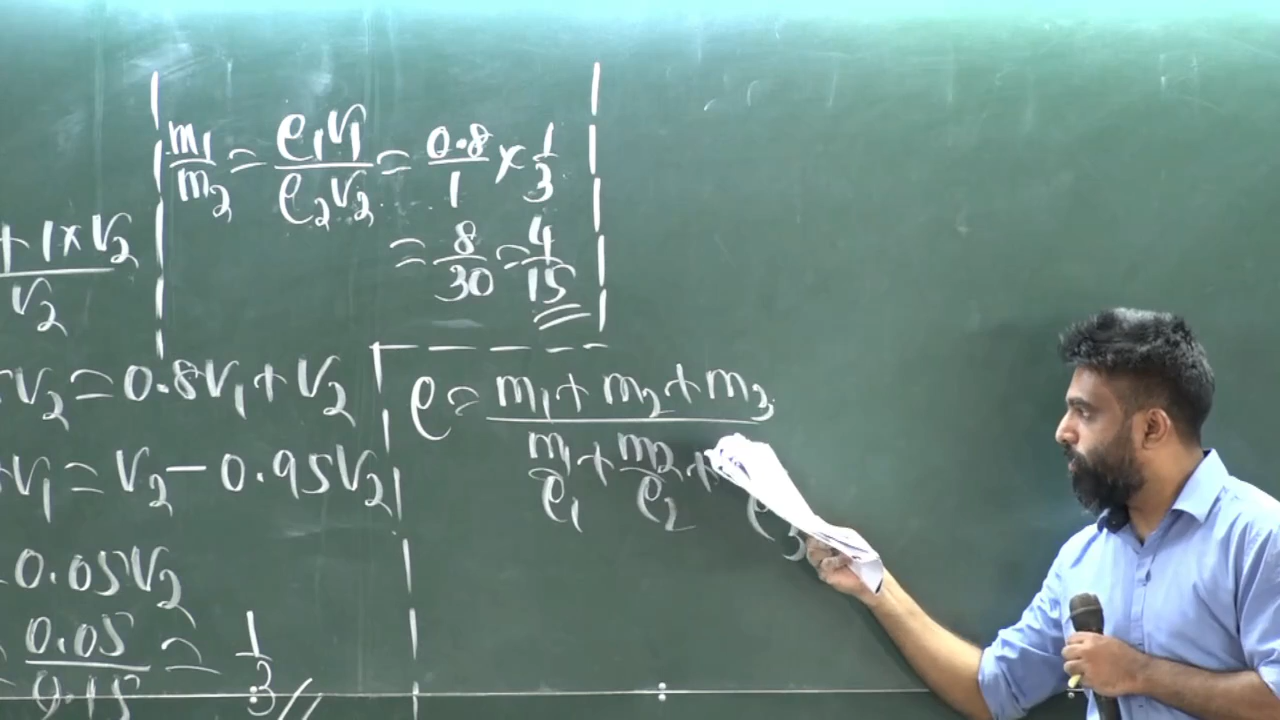 m₁/m₂ = ρ₁V₁/ρ₂V₂ = 0.8/1 × 1/3
= 8/30 = 4/15
+ 1×V₂
V₂
V₂ = 0.8V₁ + V₂
+V₁ = V₂ − 0.95V₂
0.05V₂
= 0.05/0.15 = 1/3 //
ρ = m₁ + m₂ + m₃
m₁/ρ₁ + m₂/ρ₂ + ρ₃